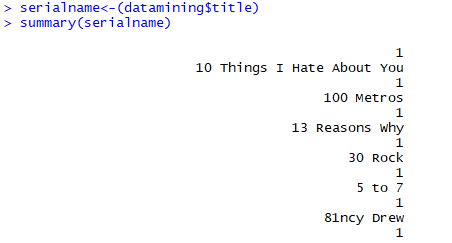 > serialname<-(datamining$title)
> summary(serialname)
1
10 Things I Hate About You
1
100 Metros
1
13 Reasons Why
1
30 Rock
1
5 to 7
1
81ncy Drew
1